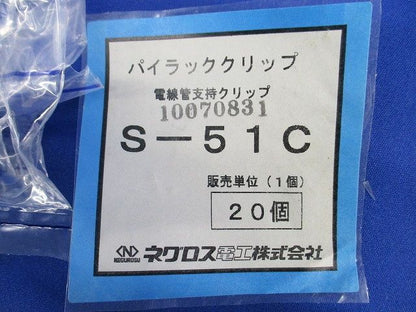 パイラッククリップ
電線管支持クリップ
10070831
S-51C
販売単位（1個）
20個
NEGUROSU
ネグロス電工株式会社